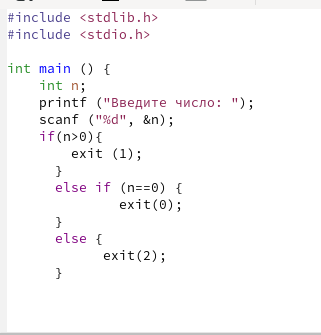 #include <stdlib.h>
#include <stdio.h>
int main () {
int n;
printf ("Введите число: ");
scanf ("%d", &n);
if(n>0){
exit (1);
}
else if (n==0) {
exit(0);
}
else {
exit(2);
}